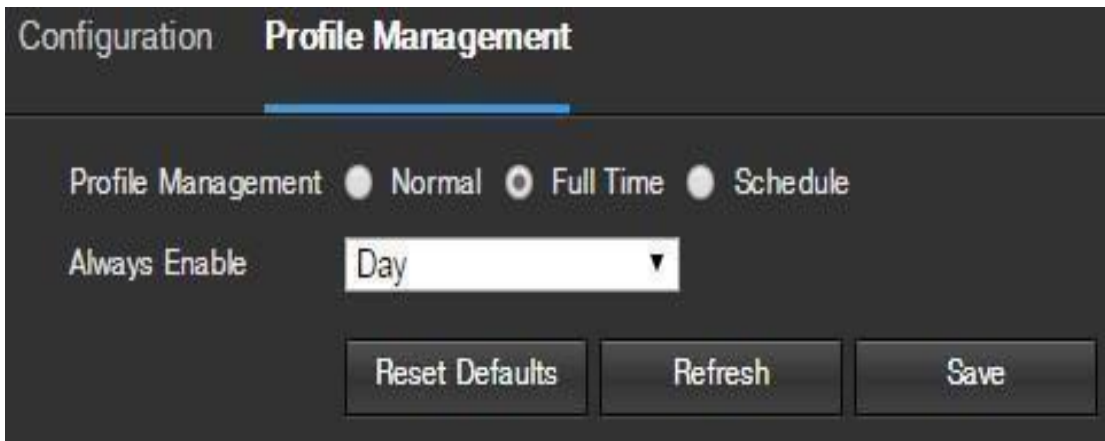 Configuration Profile Management
Profile Management Normal Full Time Schedule
Always Enable Day
Reset Defaults Refresh Save